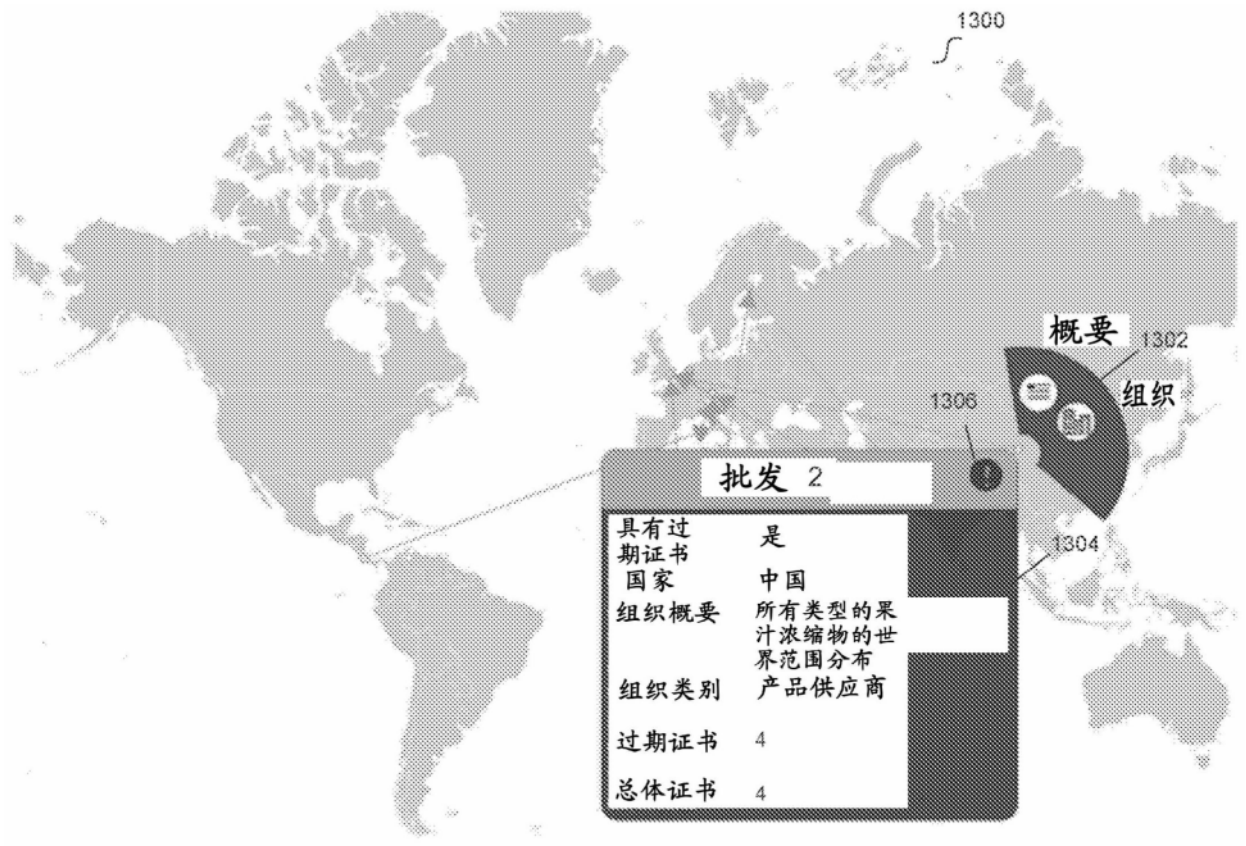 1300
概要
1302
组织
1306
批发 2
具有过
期证书
是
国家
中国
1304
组织概要
所有类型的果
汁浓缩物的世
界范围分布
组织类别
产品供应商
过期证书
4
总体证书
4